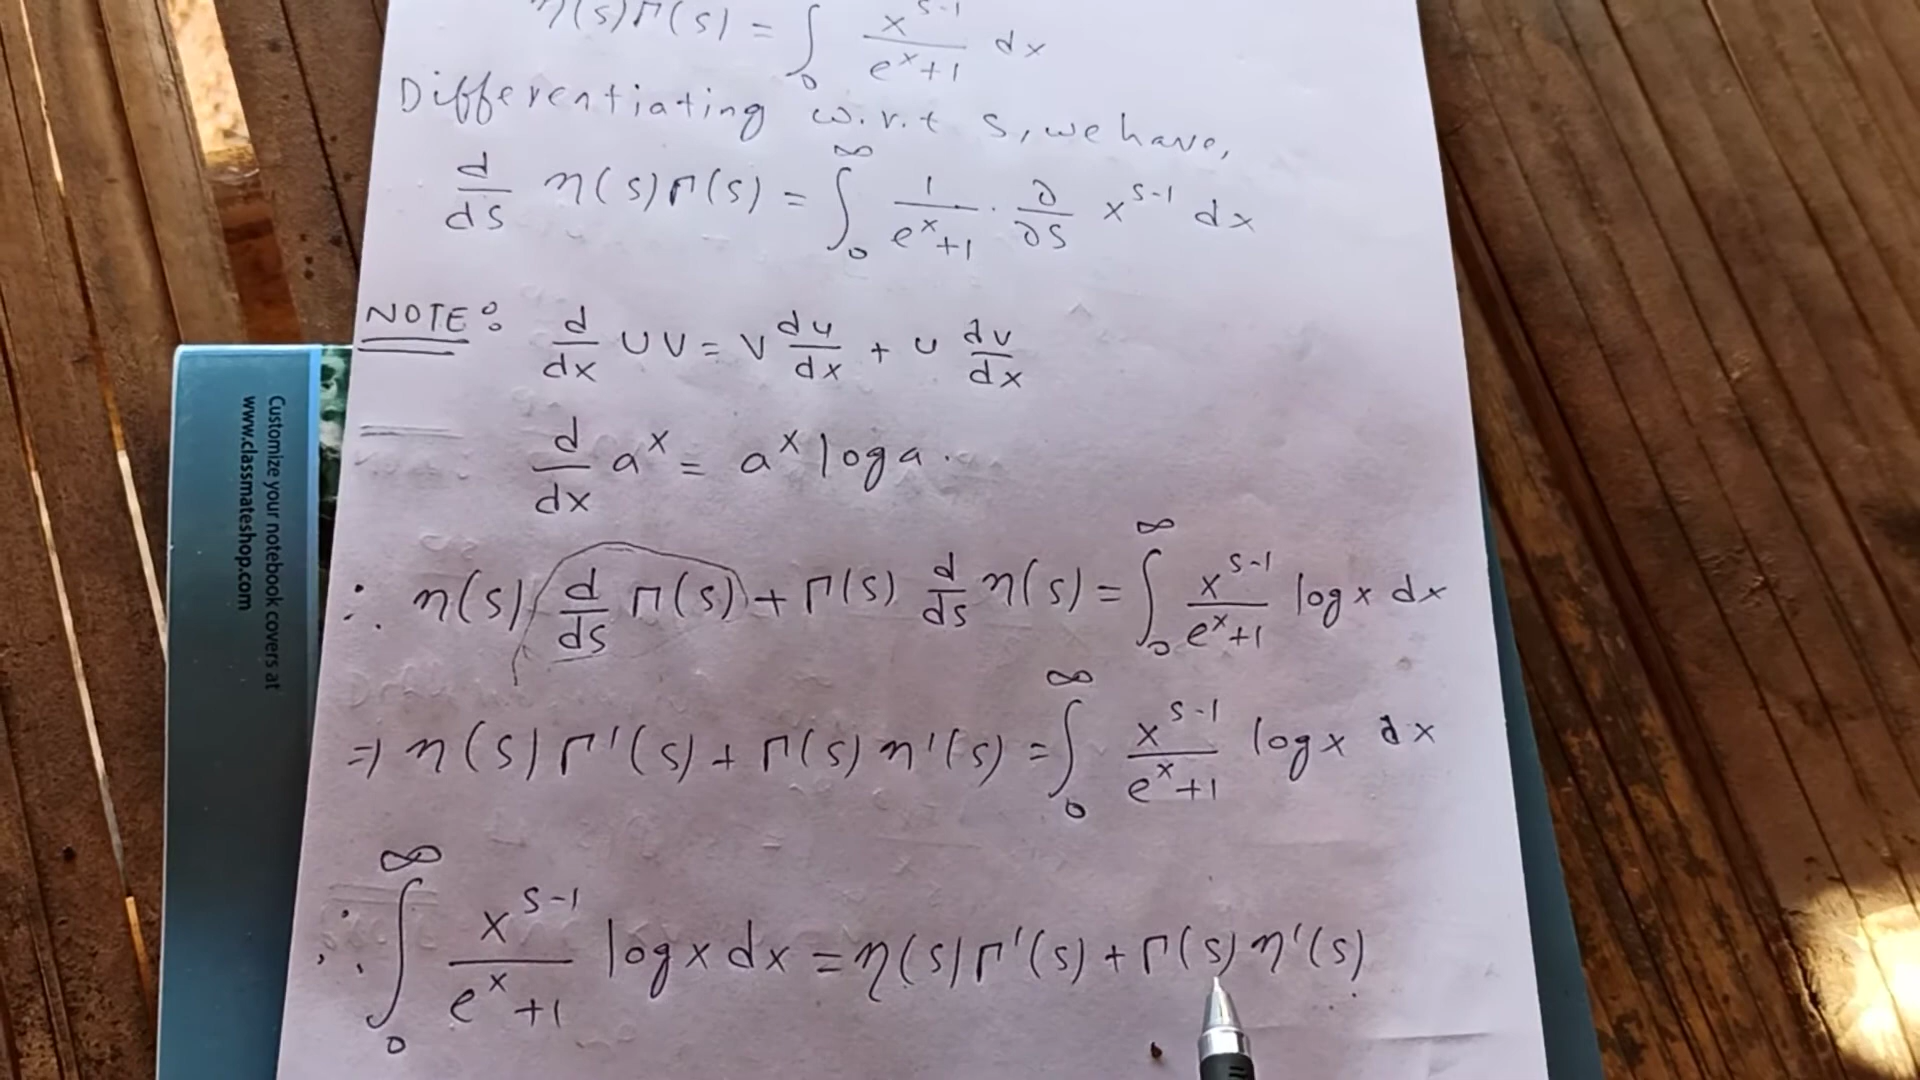 η(s)Γ(s) = ∫₀ x^(s-1)/(e^x+1) dx
Differentiating w.r.t s, we have,
d/ds η(s)Γ(s) = ∫₀^∞ 1/(e^x+1) · ∂/∂s x^(s-1) dx
NOTE: d/dx UV = V du/dx + U dv/dx
d/dx a^x = a^x log a.
∴ η(s) d/ds Γ(s) + Γ(s) d/ds η(s) = ∫₀^∞ x^(s-1)/(e^x+1) log x dx
⇒ η(s)Γ'(s) + Γ(s)η'(s) = ∫₀^∞ x^(s-1)/(e^x+1) log x dx
∴ ∫₀^∞ x^(s-1)/(e^x+1) log x dx = η(s)Γ'(s) + Γ(s)η'(s)
Customize your notebook covers at
www.classmateshop.com